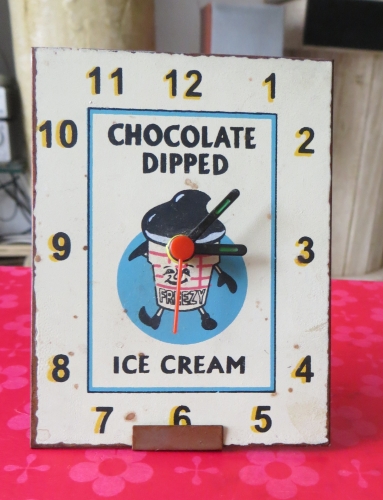 11 12 1
10 2
CHOCOLATE
DIPPED
9 3
FREEZY
ICE CREAM
8 4
7 6 5